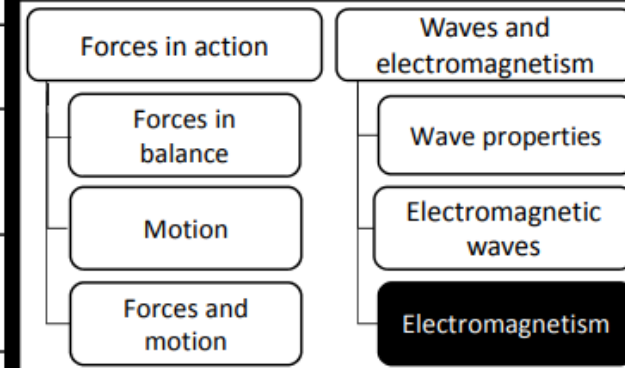 Forces in action
Forces in
balance
Motion
Forces and
motion
Waves and
electromagnetism
Wave properties
Electromagnetic
waves
Electromagnetism